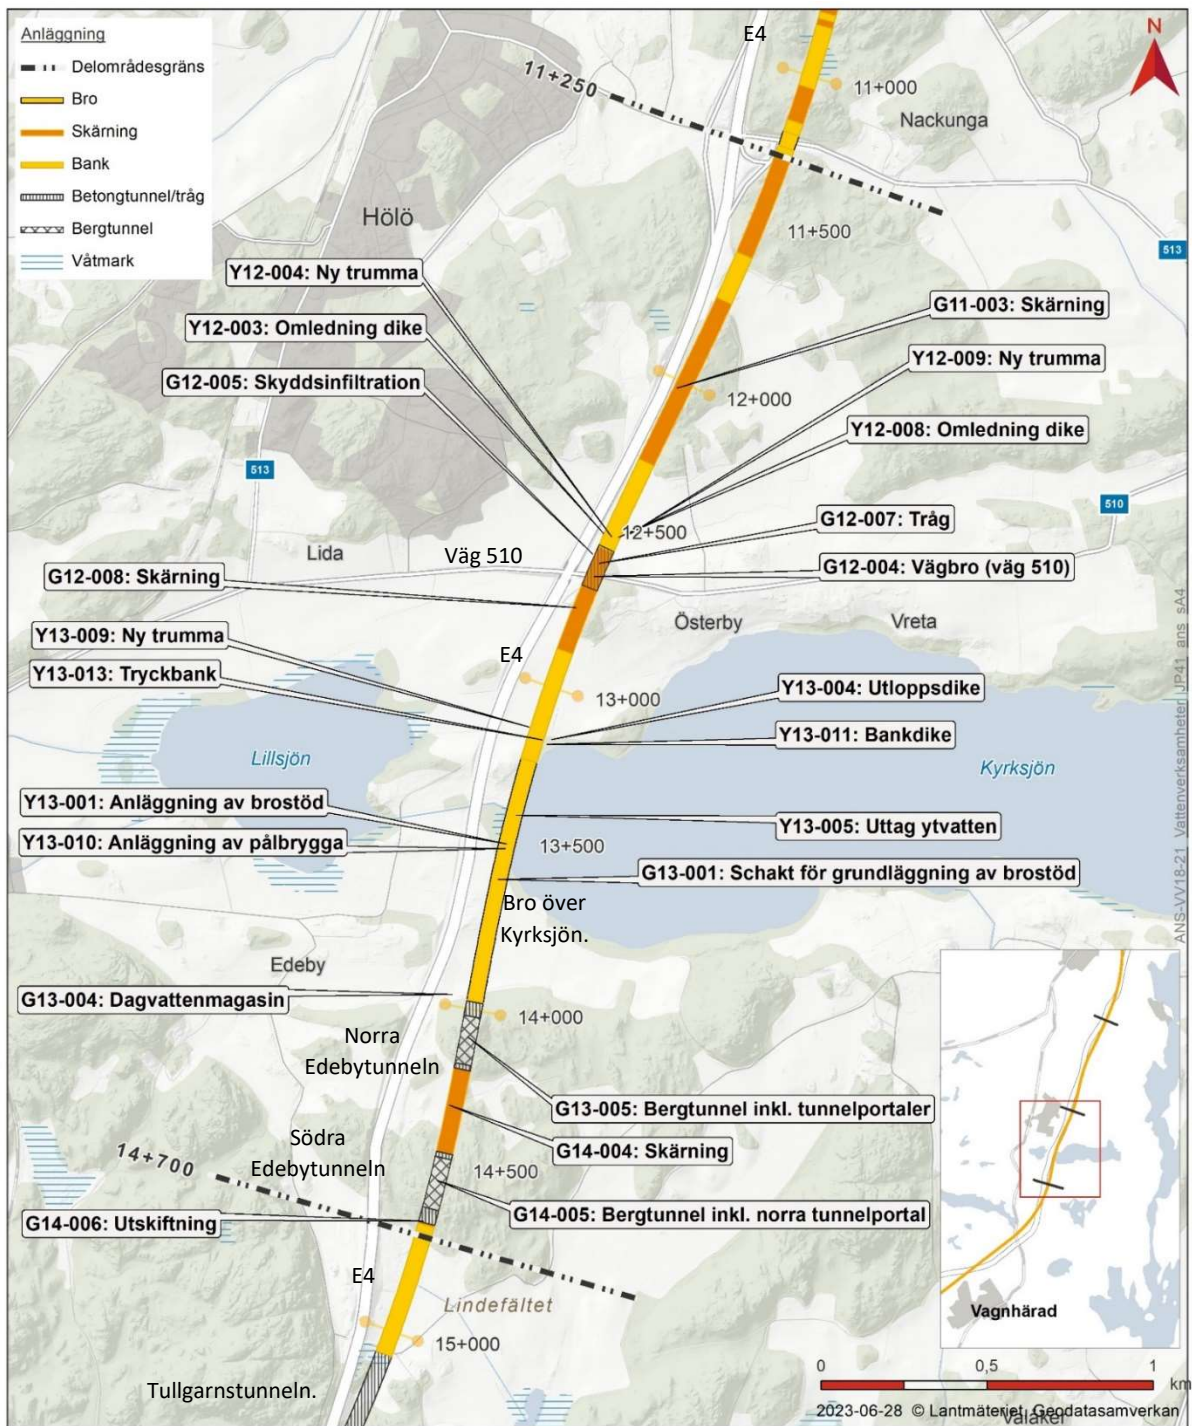 Anläggning
Delområdesgräns
Bro
Skärning
Bank
Betongtunnel/tråg
Bergtunnel
Våtmark
E4
N
11+250
11+000
Nackunga
Hölö
11+500
513
Y12-004: Ny trumma
Y12-003: Omledning dike
G12-005: Skyddsinfiltration
G11-003: Skärning
Y12-009: Ny trumma
12+000
Y12-008: Omledning dike
513
510
12+500
G12-007: Tråg
Lida
Väg 510
G12-004: Vägbro (väg 510)
G12-008: Skärning
Österby
Vreta
Y13-009: Ny trumma
E4
Y13-013: Tryckbank
13+000
Y13-004: Utloppsdike
Y13-011: Bankdike
Lillsjön
Kyrksjön
Y13-001: Anläggning av brostöd
Y13-005: Uttag ytvatten
Y13-010: Anläggning av pålbrygga
13+500
G13-001: Schakt för grundläggning av brostöd
Bro över
Kyrksjön.
Edeby
G13-004: Dagvattenmagasin
14+000
Norra
Edebytunneln
G13-005: Bergtunnel inkl. tunnelportaler
Södra
Edebytunneln
G14-004: Skärning
14+700
14+500
G14-006: Utskiftning
G14-005: Bergtunnel inkl. norra tunnelportal
E4
Lindefältet
15+000
Tullgarnstunneln.
Vagnhärad
0
0,5
1
km
2023-06-28 © Lantmäteriet, Geodatasamverkan
Valåker
ANS-VV18-21 Vattenverksamheter JP41 ans sA4